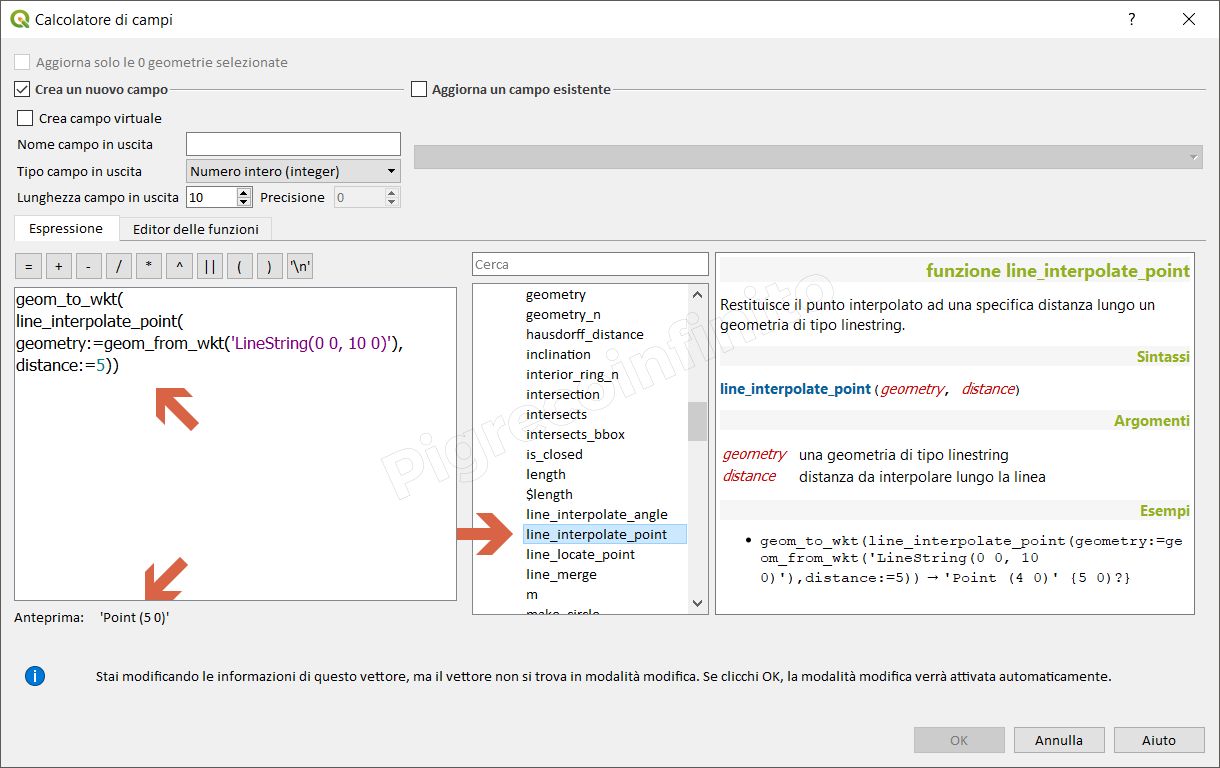 Calcolatore di campi
?
Aggiorna solo le 0 geometrie selezionate
Crea un nuovo campo
Aggiorna un campo esistente
Crea campo virtuale
Nome campo in uscita
Tipo campo in uscita
Numero intero (integer)
Lunghezza campo in uscita
10
Precisione
0
Espressione
Editor delle funzioni
=
+
-
/
*
^
||
(
)
'\n'
geom_to_wkt(
line_interpolate_point(
geometry:=geom_from_wkt('LineString(0 0, 10 0)'),
distance:=5))
Anteprima: 'Point (5 0)'
Cerca
geometry
geometry_n
hausdorff_distance
inclination
interior_ring_n
intersection
intersects
intersects_bbox
is_closed
length
$length
line_interpolate_angle
line_interpolate_point
line_locate_point
line_merge
m
make_circle
funzione line_interpolate_point
Restituisce il punto interpolato ad una specifica distanza lungo un
geometria di tipo linestring.
Sintassi
line_interpolate_point(geometry, distance)
Argomenti
geometry una geometria di tipo linestring
distance distanza da interpolare lungo la linea
Esempi
• geom_to_wkt(line_interpolate_point(geometry:=ge
om_from_wkt('LineString(0 0, 10
0)'),distance:=5)) → 'Point (4 0)' {5 0)?}
Pigrecoinfinito
Stai modificando le informazioni di questo vettore, ma il vettore non si trova in modalità modifica. Se clicchi OK, la modalità modifica verrà attivata automaticamente.
OK
Annulla
Aiuto